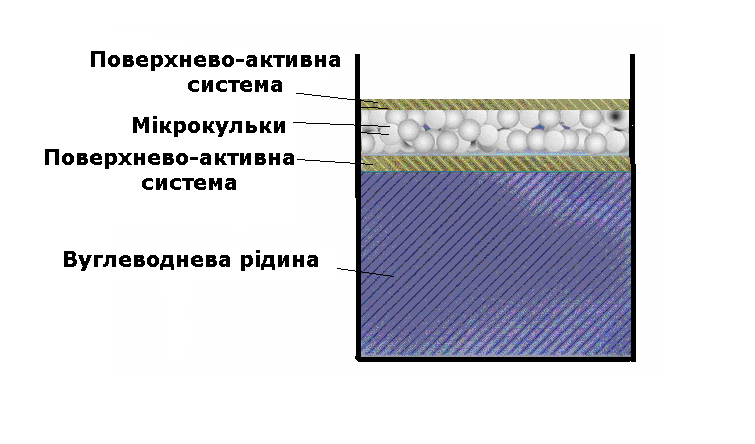 Поверхнево-активна
система
Мікрокульки
Поверхнево-активна
система
Вуглеводнева рідина